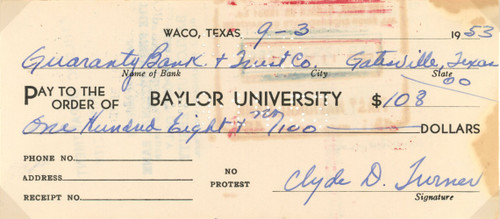 WACO, TEXAS 9-3 1953
Guaranty Bank & Trust Co. Gatesville, Texas
Name of Bank City State
PAY TO THE ORDER OF BAYLOR UNIVERSITY $108 00
One Hundred Eight & no/100 DOLLARS
PHONE NO.
ADDRESS
RECEIPT NO.
NO PROTEST
Clyde D. Turner
Signature